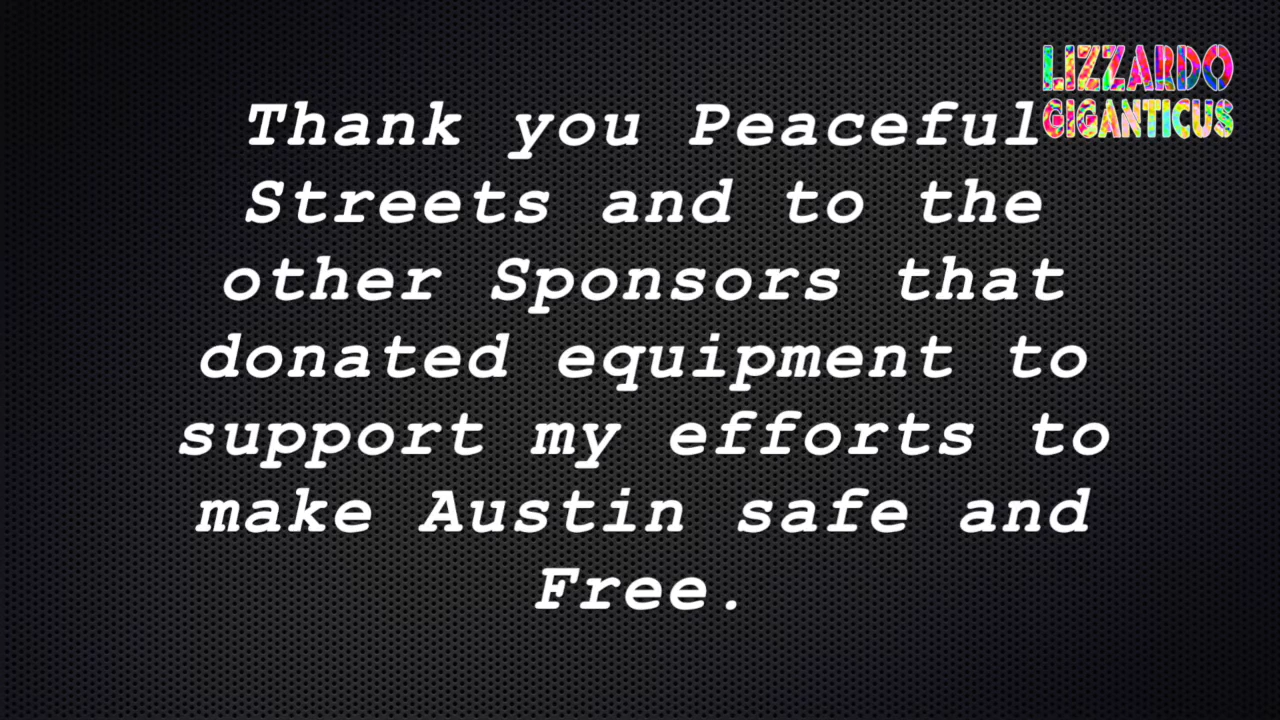 LIZZARDO
GIGANTICUS
Thank you Peaceful
Streets and to the
other Sponsors that
donated equipment to
support my efforts to
make Austin safe and
Free.